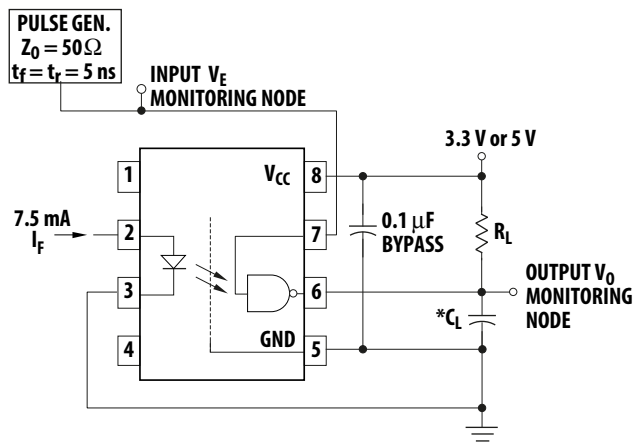 PULSE GEN.
Z₀ = 50 Ω
tf = tr = 5 ns
INPUT VE
MONITORING NODE
3.3 V or 5 V
1
VCC
8
7.5 mA
IF
2
7
0.1 μF
BYPASS
RL
3
6
OUTPUT VO
MONITORING
NODE
*CL
4
GND
5